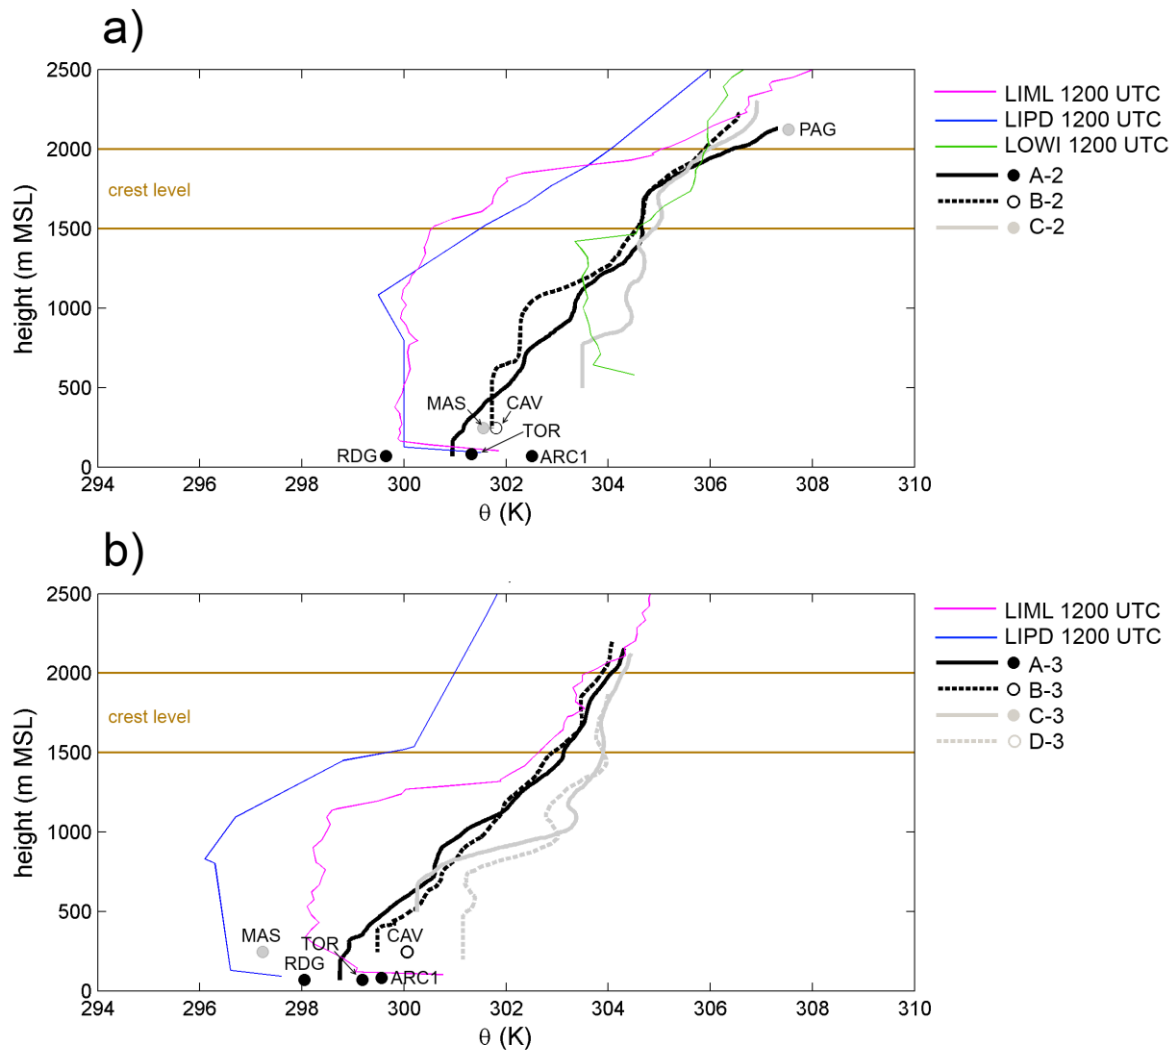 a)
2500
2000
1500
1000
500
0
height (m MSL)
crest level
PAG
MAS
CAV
TOR
RDG
ARC1
294 296 298 300 302 304 306 308 310
θ (K)
LIML 1200 UTC
LIPD 1200 UTC
LOWI 1200 UTC
A-2
B-2
C-2
b)
2500
2000
1500
1000
500
0
height (m MSL)
crest level
MAS
TOR
CAV
RDG
ARC1
294 296 298 300 302 304 306 308 310
θ (K)
LIML 1200 UTC
LIPD 1200 UTC
A-3
B-3
C-3
D-3